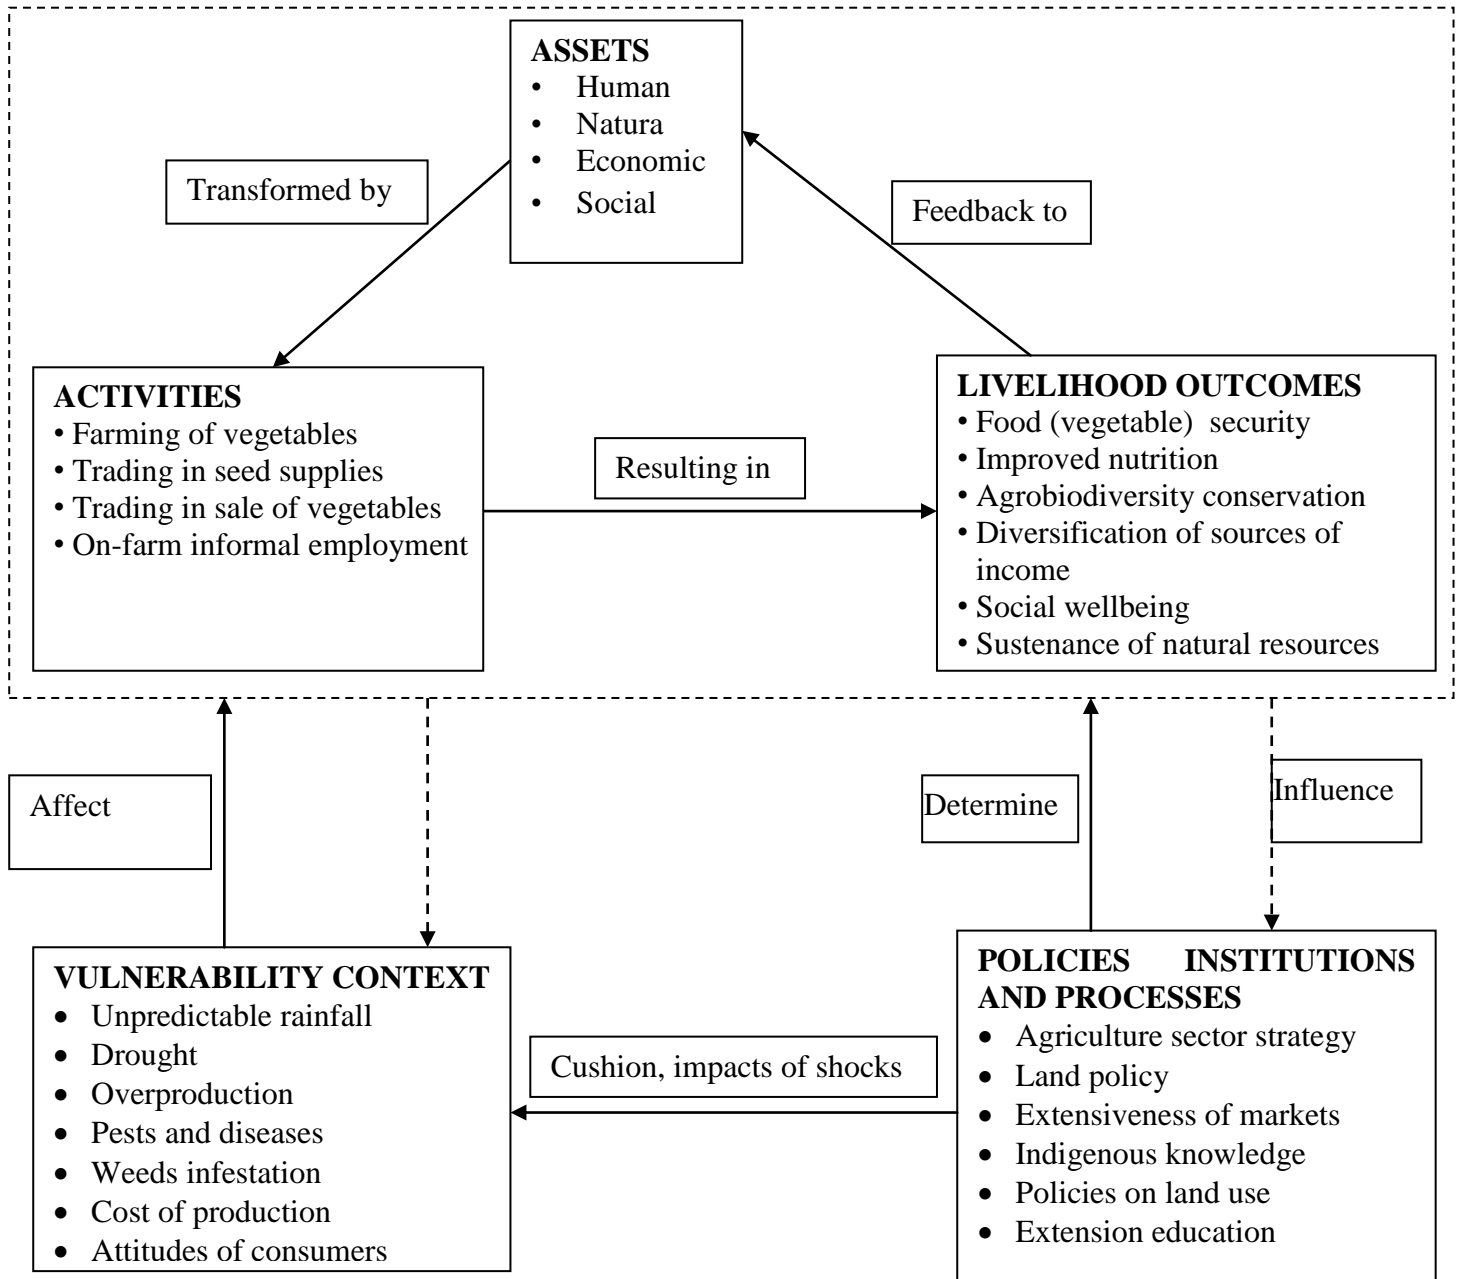 ASSETS
• Human
• Natura
• Economic
• Social
Transformed by
Feedback to
ACTIVITIES
• Farming of vegetables
• Trading in seed supplies
• Trading in sale of vegetables
• On-farm informal employment
Resulting in
LIVELIHOOD OUTCOMES
• Food (vegetable) security
• Improved nutrition
• Agrobiodiversity conservation
• Diversification of sources of
income
• Social wellbeing
• Sustenance of natural resources
Affect
Determine
Influence
VULNERABILITY CONTEXT
• Unpredictable rainfall
• Drought
• Overproduction
• Pests and diseases
• Weeds infestation
• Cost of production
• Attitudes of consumers
Cushion, impacts of shocks
POLICIES INSTITUTIONS
AND PROCESSES
• Agriculture sector strategy
• Land policy
• Extensiveness of markets
• Indigenous knowledge
• Policies on land use
• Extension education